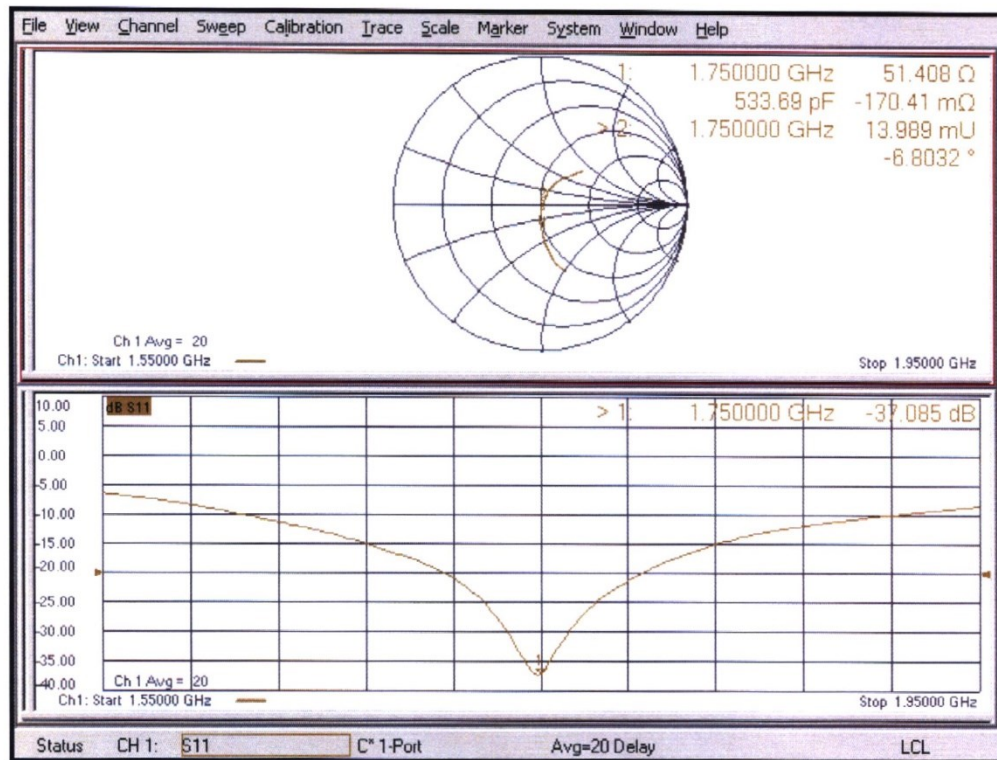 File View Channel Sweep Calibration Trace Scale Marker System Window Help
1: 1.750000 GHz 51.408 Ω
533.69 pF -170.41 mΩ
> 2: 1.750000 GHz 13.989 mU
-6.8032 °
Ch 1 Avg = 20
Ch1: Start 1.55000 GHz
Stop 1.95000 GHz
10.00
dB S11
> 1: 1.750000 GHz -37.085 dB
5.00
0.00
-5.00
-10.00
-15.00
-20.00
-25.00
-30.00
-35.00
-40.00
1
Ch 1 Avg = 20
Ch1: Start 1.55000 GHz
Stop 1.95000 GHz
Status CH 1: S11 C* 1-Port Avg=20 Delay LCL